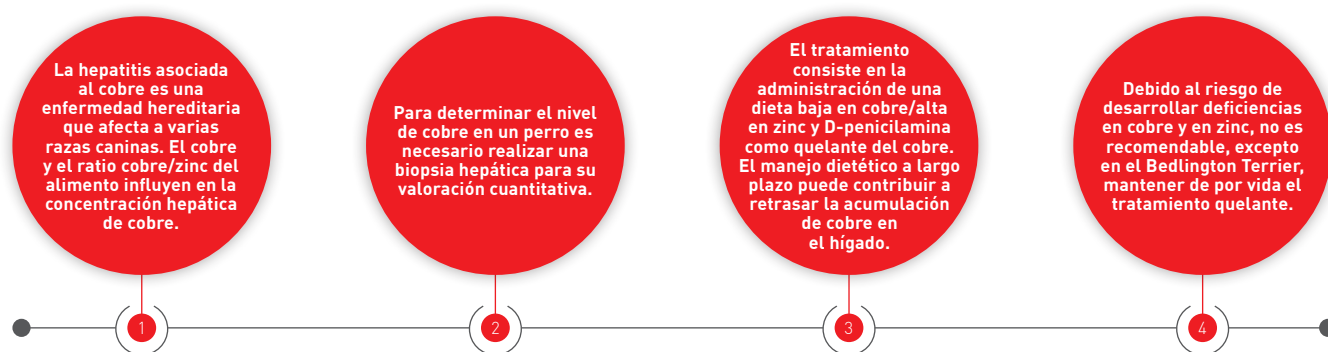 La hepatitis asociada
al cobre es una
enfermedad hereditaria
que afecta a varias
razas caninas. El cobre
y el ratio cobre/zinc del
alimento influyen en la
concentración hepática
de cobre.
1
Para determinar el nivel
de cobre en un perro es
necesario realizar una
biopsia hepática para su
valoración cuantitativa.
2
El tratamiento
consiste en la
administración de una
dieta baja en cobre/alta
en zinc y D-penicilamina
como quelante del cobre.
El manejo dietético a largo
plazo puede contribuir a
retrasar la acumulación
de cobre en
el hígado.
3
Debido al riesgo de
desarrollar deficiencias
en cobre y en zinc, no es
recomendable, excepto
en el Bedlington Terrier,
mantener de por vida el
tratamiento quelante.
4